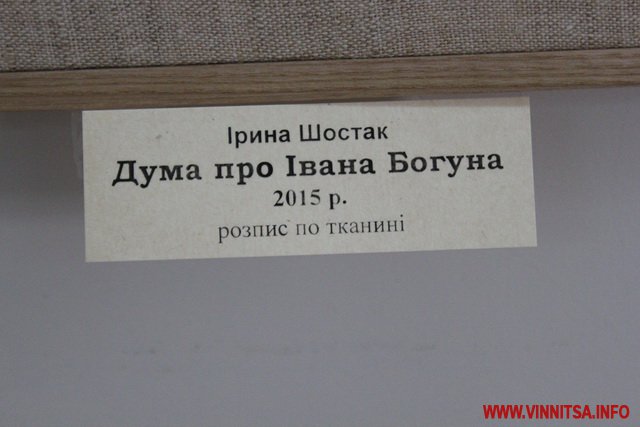 Ірина Шостак
Дума про Івана Богуна
2015 р.
розпис по тканині
WWW.VINNITSA.INFO